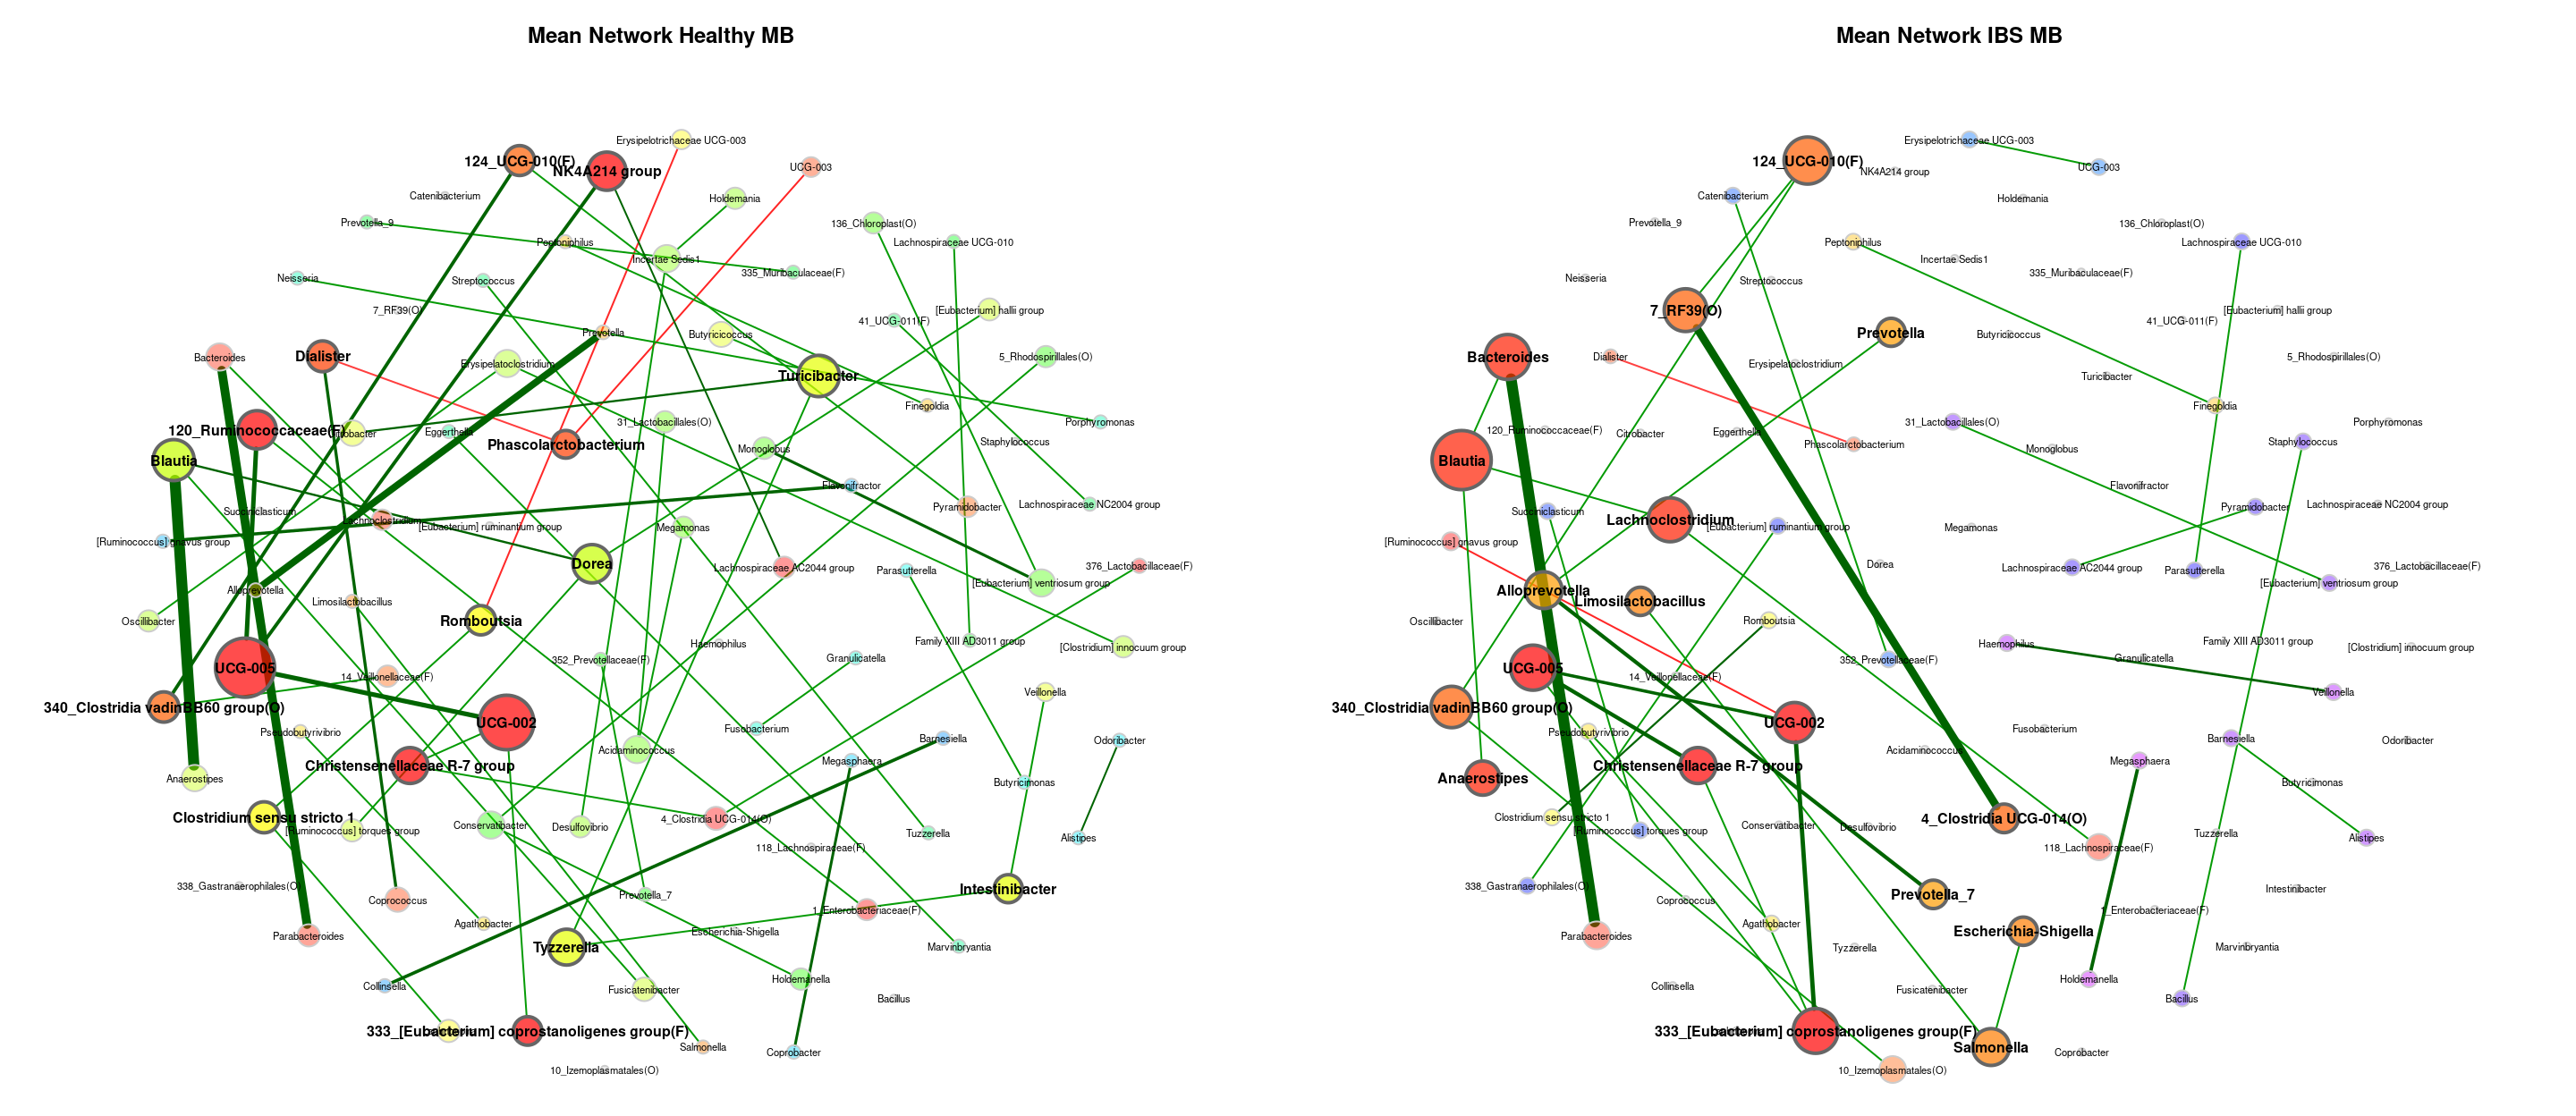 Mean Network Healthy MB
Erysipelotrichaceae UCG-003
124_UCG-010(F)
NK4A214 group
UCG-003
Catenibacterium
Holdemania
Prevotella_9
136_Chloroplast(O)
Peptoniphilus
Lachnospiraceae UCG-010
Incertae Sedis1
335_Muribaculaceae(F)
Neisseria
Streptococcus
7_RF39(O)
[Eubacterium] hallii group
41_UCG-011(F)
Prevotella
Butyricicoccus
Bacteroides
Dialister
5_Rhodospirillales(O)
Erysipelatoclostridium
Turicibacter
Finegoldia
31_Lactobacillales(O)
Porphyromonas
120_Ruminococcaceae(F)
Citrobacter
Eggerthella
Staphylococcus
Phascolarctobacterium
Monoglobus
Blautia
Flavonifractor
Lachnospiraceae NC2004 group
Pyramidobacter
Succiniclasticum
Lachnoclostridium
[Eubacterium] ruminantium group
Megamonas
[Ruminococcus] gnavus group
Dorea
Lachnospiraceae AC2044 group
376_Lactobacillaceae(F)
Parasutterella
[Eubacterium] ventriosum group
Alloprevotella
Limosilactobacillus
Oscillibacter
Romboutsia
Haemophilus
Family XIII AD3011 group
[Clostridium] innocuum group
352_Prevotellaceae(F)
Granulicatella
UCG-005
14_Veillonellaceae(F)
Veillonella
340_Clostridia vadinBB60 group(O)
UCG-002
Fusobacterium
Pseudobutyrivibrio
Barnesiella
Odoribacter
Acidaminococcus
Megasphaera
Christensenellaceae R-7 group
Anaerostipes
Butyricimonas
Clostridium sensu stricto 1
4_Clostridia UCG-014(O)
Conservatibacter
Desulfovibrio
[Ruminococcus] torques group
Tuzzerella
Alistipes
118_Lachnospiraceae(F)
338_Gastranaerophilales(O)
Intestinibacter
Prevotella_7
Coprococcus
1_Enterobacteriaceae(F)
Agathobacter
Escherichia-Shigella
Parabacteroides
Tyzzerella
Marvinbryantia
Holdemanella
Collinsella
Fusicatenibacter
Bacillus
333_[Eubacterium] coprostanoligenes group(F)
Salmonella
Coprobacter
10_Izemoplasmatales(O)
Mean Network IBS MB
Erysipelotrichaceae UCG-003
124_UCG-010(F)
UCG-003
NK4A214 group
Catenibacterium
Holdemania
Prevotella_9
136_Chloroplast(O)
Peptoniphilus
Lachnospiraceae UCG-010
Incertae Sedis1
335_Muribaculaceae(F)
Neisseria
Streptococcus
7_RF39(O)
[Eubacterium] hallii group
41_UCG-011(F)
Prevotella
Butyricicoccus
Bacteroides
Dialister
5_Rhodospirillales(O)
Erysipelatoclostridium
Turicibacter
Finegoldia
31_Lactobacillales(O)
Porphyromonas
120_Ruminococcaceae(F)
Citrobacter
Eggerthella
Staphylococcus
Phascolarctobacterium
Monoglobus
Blautia
Flavonifractor
Lachnospiraceae NC2004 group
Pyramidobacter
Succiniclasticum
Lachnoclostridium
[Eubacterium] ruminantium group
Megamonas
[Ruminococcus] gnavus group
Dorea
Lachnospiraceae AC2044 group
376_Lactobacillaceae(F)
Parasutterella
[Eubacterium] ventriosum group
Alloprevotella
Limosilactobacillus
Oscillibacter
Romboutsia
Haemophilus
Family XIII AD3011 group
[Clostridium] innocuum group
352_Prevotellaceae(F)
Granulicatella
UCG-005
14_Veillonellaceae(F)
Veillonella
340_Clostridia vadinBB60 group(O)
UCG-002
Fusobacterium
Pseudobutyrivibrio
Barnesiella
Odoribacter
Acidaminococcus
Megasphaera
Christensenellaceae R-7 group
Anaerostipes
Butyricimonas
Clostridium sensu stricto 1
4_Clostridia UCG-014(O)
Conservatibacter
Desulfovibrio
[Ruminococcus] torques group
Tuzzerella
Alistipes
118_Lachnospiraceae(F)
338_Gastranaerophilales(O)
Intestinibacter
Prevotella_7
Coprococcus
1_Enterobacteriaceae(F)
Agathobacter
Escherichia-Shigella
Parabacteroides
Tyzzerella
Marvinbryantia
Holdemanella
Collinsella
Fusicatenibacter
Bacillus
333_[Eubacterium] coprostanoligenes group(F)
Salmonella
Coprobacter
10_Izemoplasmatales(O)